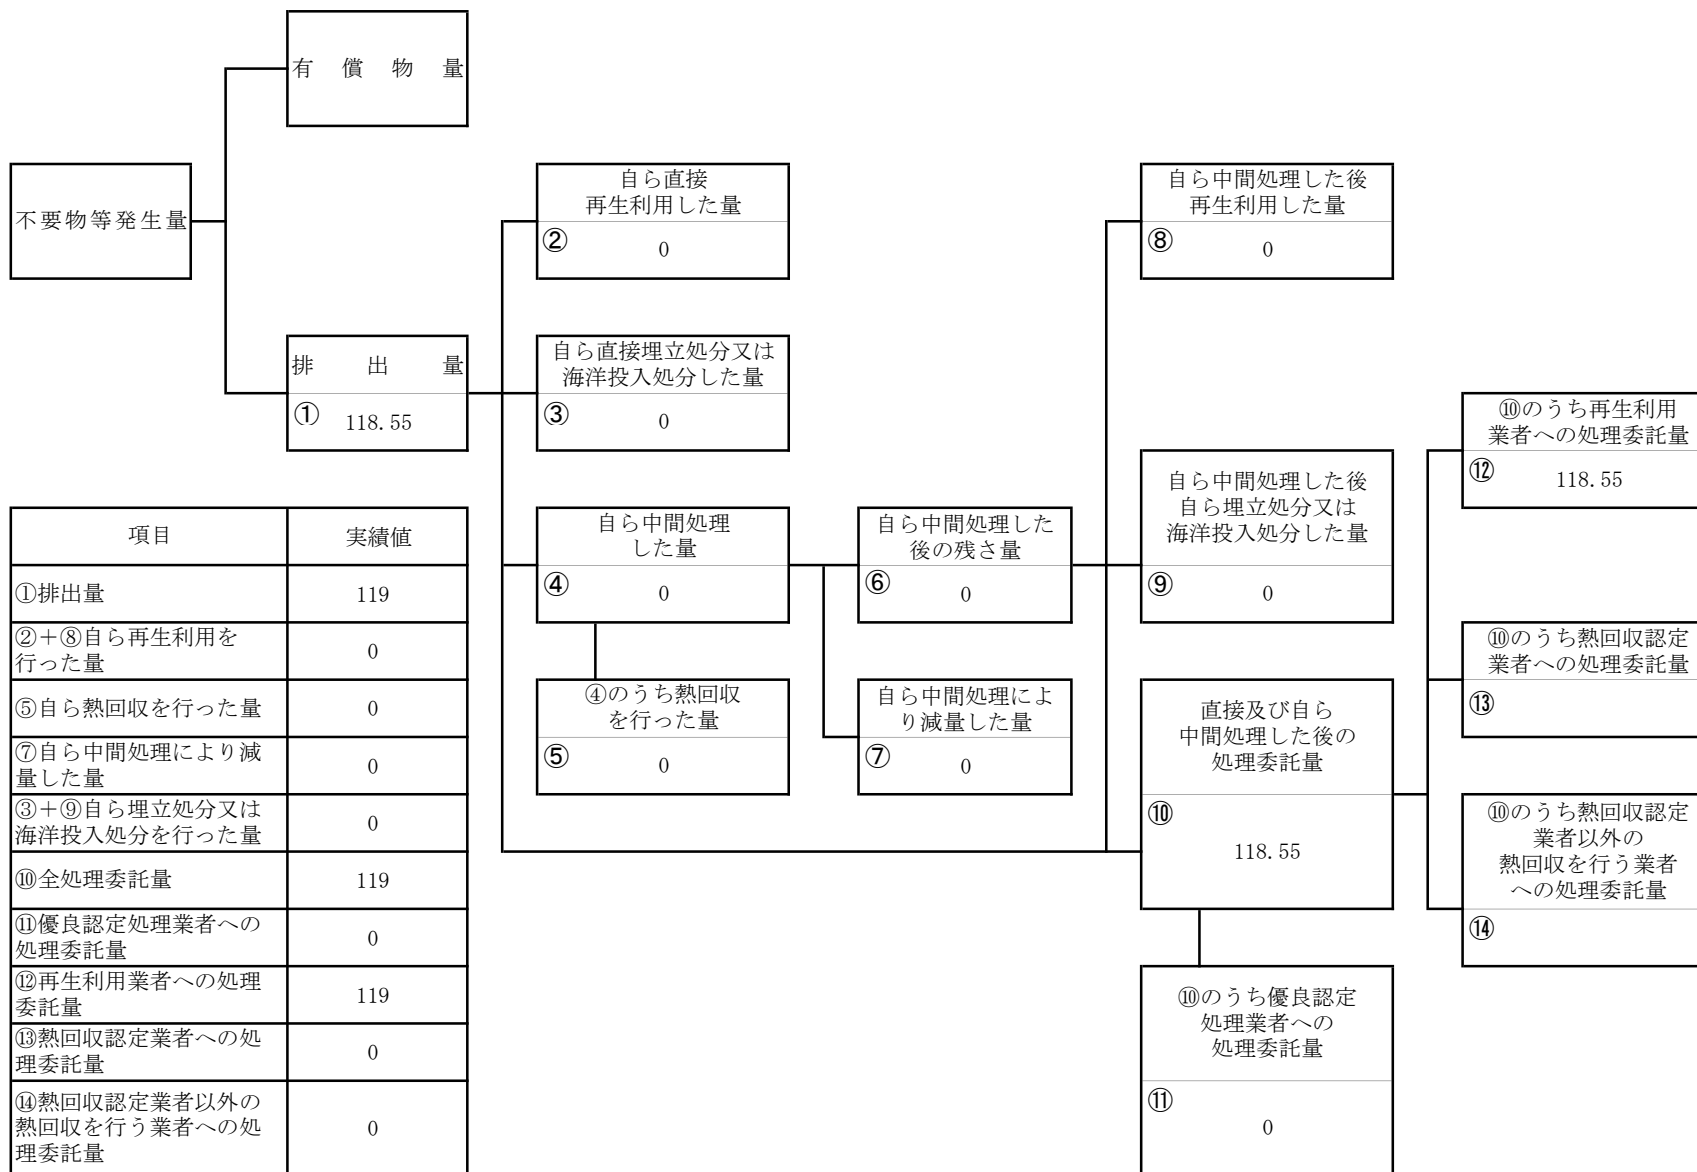 有償物量
不要物等発生量
排出量
① 118.55
自ら直接
再生利用した量
② 0
自ら直接埋立処分又は
海洋投入処分した量
③ 0
自ら中間処理
した量
④ 0
④のうち熱回収
を行った量
⑤ 0
自ら中間処理した
後の残さ量
⑥ 0
自ら中間処理によ
り減量した量
⑦ 0
自ら中間処理した後
再生利用した量
⑧ 0
自ら中間処理した後
自ら埋立処分又は
海洋投入処分した量
⑨ 0
直接及び自ら
中間処理した後の
処理委託量
⑩
118.55
⑩のうち優良認定
処理業者への
処理委託量
⑪
0
⑩のうち再生利用
業者への処理委託量
⑫ 118.55
⑩のうち熱回収認定
業者への処理委託量
⑬
⑩のうち熱回収認定
業者以外の
熱回収を行う業者
への処理委託量
⑭
項目 実績値
①排出量 119
②＋⑧自ら再生利用を
行った量 0
⑤自ら熱回収を行った量 0
⑦自ら中間処理により減
量した量 0
③＋⑨自ら埋立処分又は
海洋投入処分を行った量 0
⑩全処理委託量 119
⑪優良認定処理業者への
処理委託量 0
⑫再生利用業者への処理
委託量 119
⑬熱回収認定業者への処
理委託量 0
⑭熱回収認定業者以外の
熱回収を行う業者への処
理委託量 0